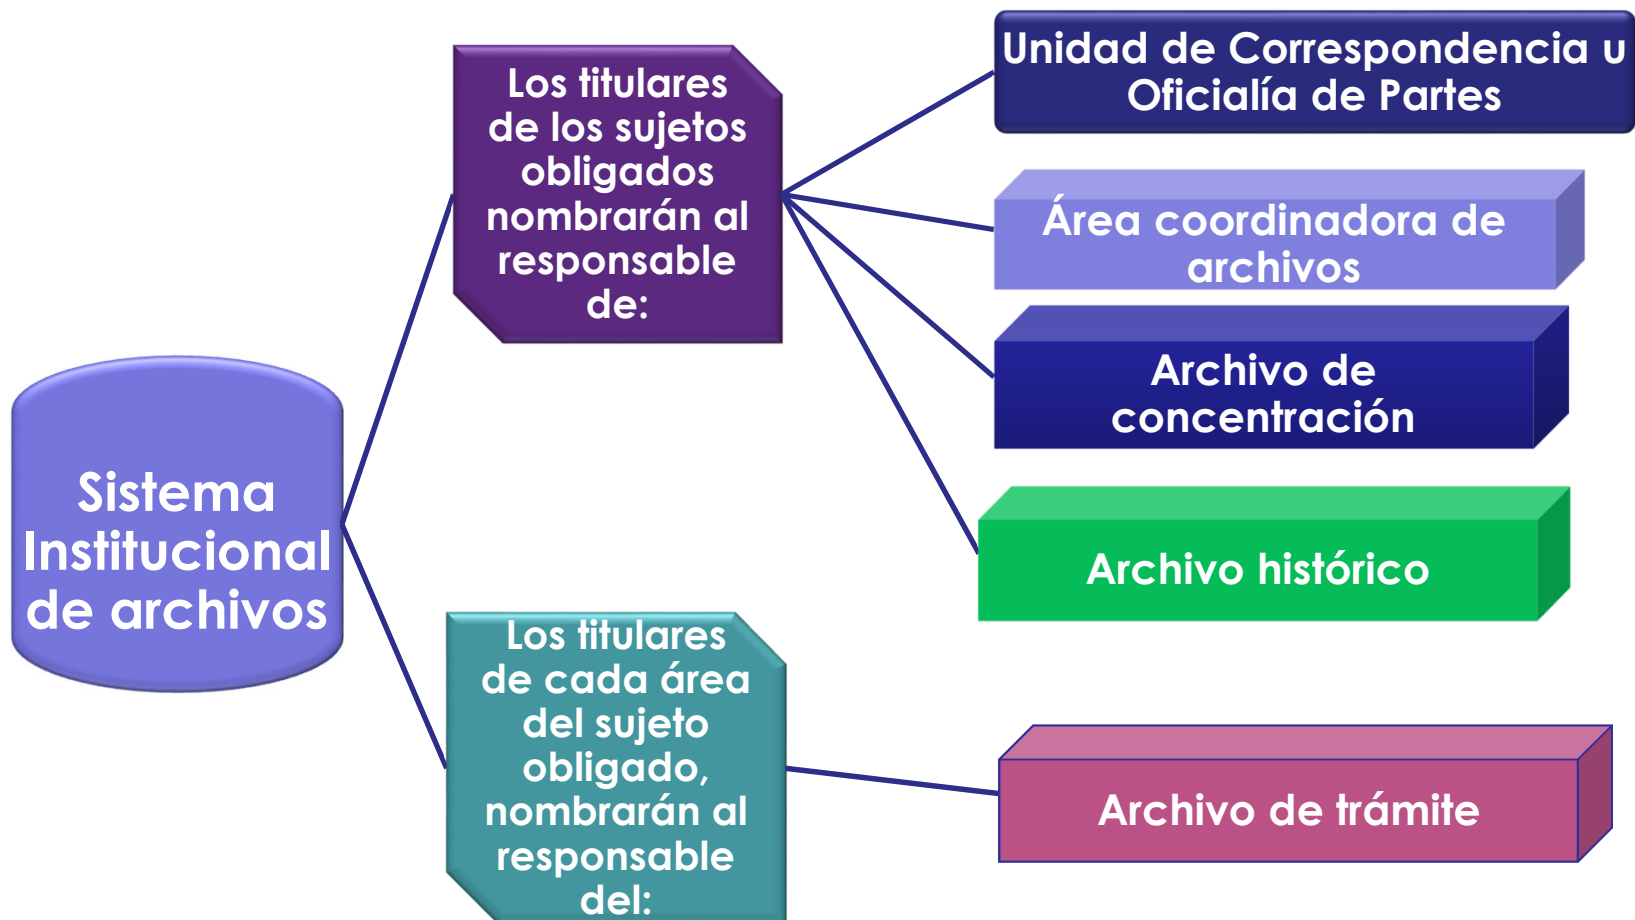 Sistema
Institucional
de archivos
Los titulares
de los sujetos
obligados
nombrarán al
responsable
de:
Unidad de Correspondencia u
Oficialía de Partes
Área coordinadora de
archivos
Archivo de
concentración
Archivo histórico
Los titulares
de cada área
del sujeto
obligado,
nombrarán al
responsable
del:
Archivo de trámite